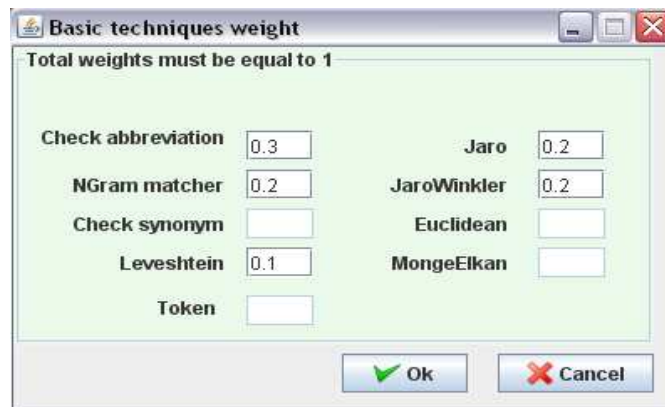 Basic techniques weight
Total weights must be equal to 1
Check abbreviation 0.3 Jaro 0.2
NGram matcher 0.2 JaroWinkler 0.2
Check synonym Euclidean
Leveshtein 0.1 MongeElkan
Token
Ok Cancel